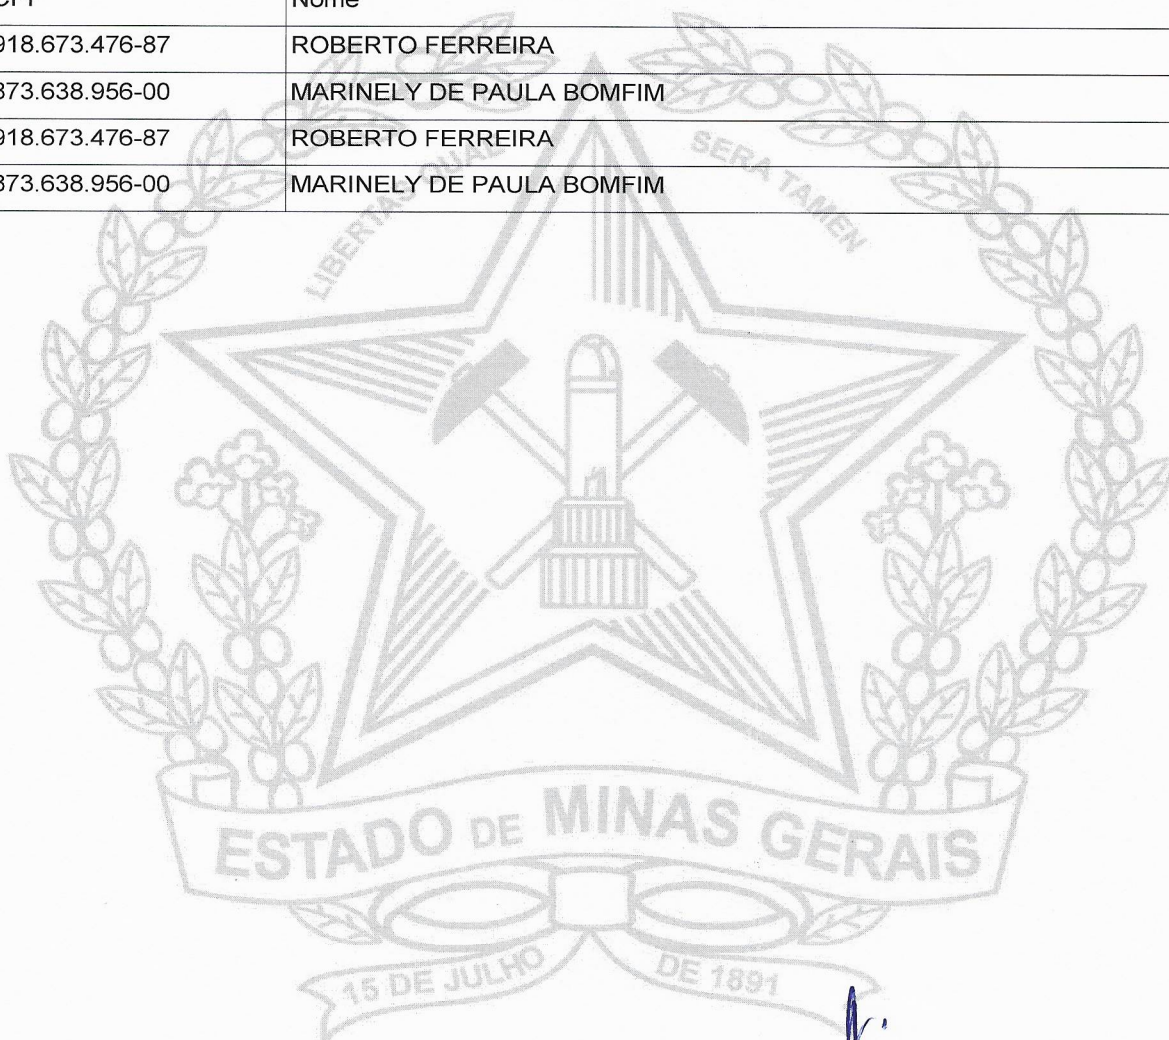 CPF Nome
918.673.476-87 ROBERTO FERREIRA
873.638.956-00 MARINELY DE PAULA BOMFIM
918.673.476-87 ROBERTO FERREIRA
873.638.956-00 MARINELY DE PAULA BOMFIM
LIBERTAS QUAE SERA TAMEN
ESTADO DE MINAS GERAIS
15 DE JULHO DE 1891